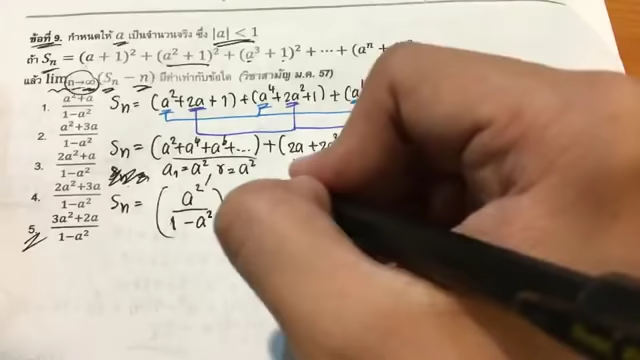 ข้อที่ 9. กำหนดให้ a เป็นจำนวนจริง ซึ่ง |a| < 1
ถ้า Sₙ = (a + 1)² + (a² + 1)² + (a³ + 1)² + ⋯ + (aⁿ +
แล้ว lim n→∞ (Sₙ − n) มีค่าเท่ากับข้อใด (วิชาสามัญ ม.ค. 57)
1. a²+a / 1−a²
Sn = (a²+2a+1)+(a⁴+2a²+1)+(a
2. a²+3a / 1−a²
Sn = (a²+a⁴+a⁶+...)+(2a+
3. 2a²+a / 1−a²
a₁=a², r=a²
4. 2a²+3a / 1−a²
Sn = (a² / 1−a²)
5. 3a²+2a / 1−a²